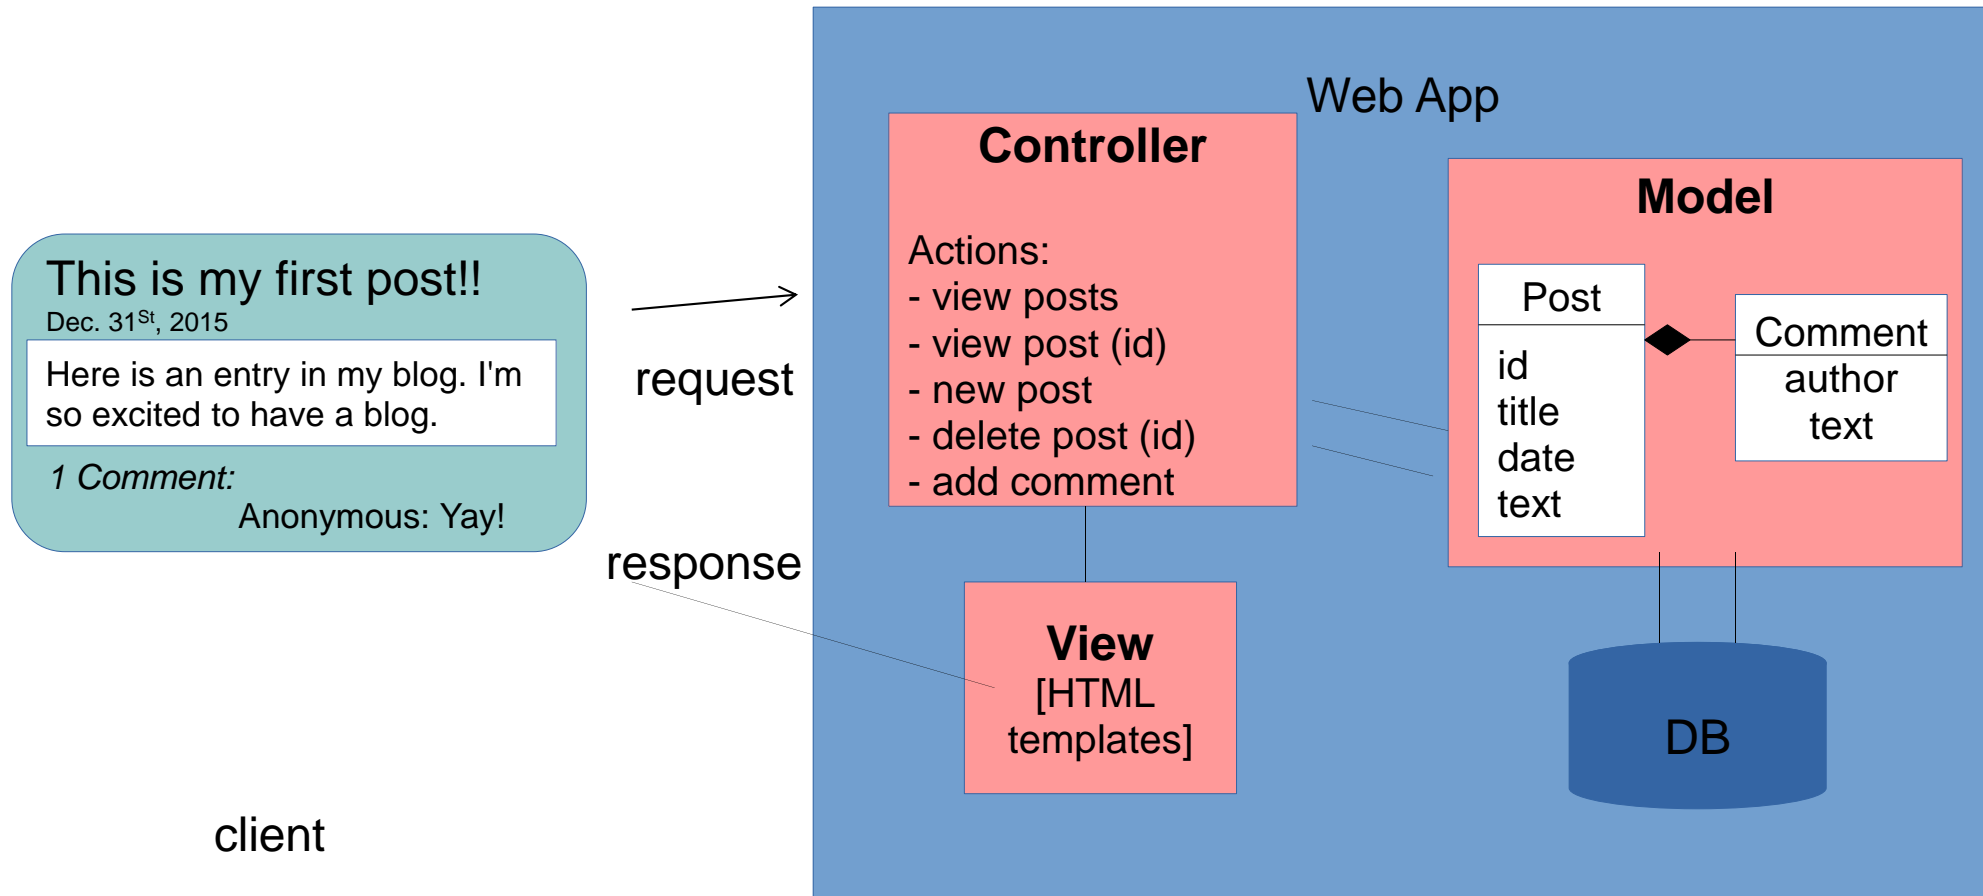 Web App
This is my first post!!
Dec. 31St, 2015
Here is an entry in my blog. I'm
so excited to have a blog.
1 Comment:
Anonymous: Yay!
client
request
response
Controller
Actions:
- view posts
- view post (id)
- new post
- delete post (id)
- add comment
View
[HTML
templates]
Model
Post
id
title
date
text
Comment
author
text
DB